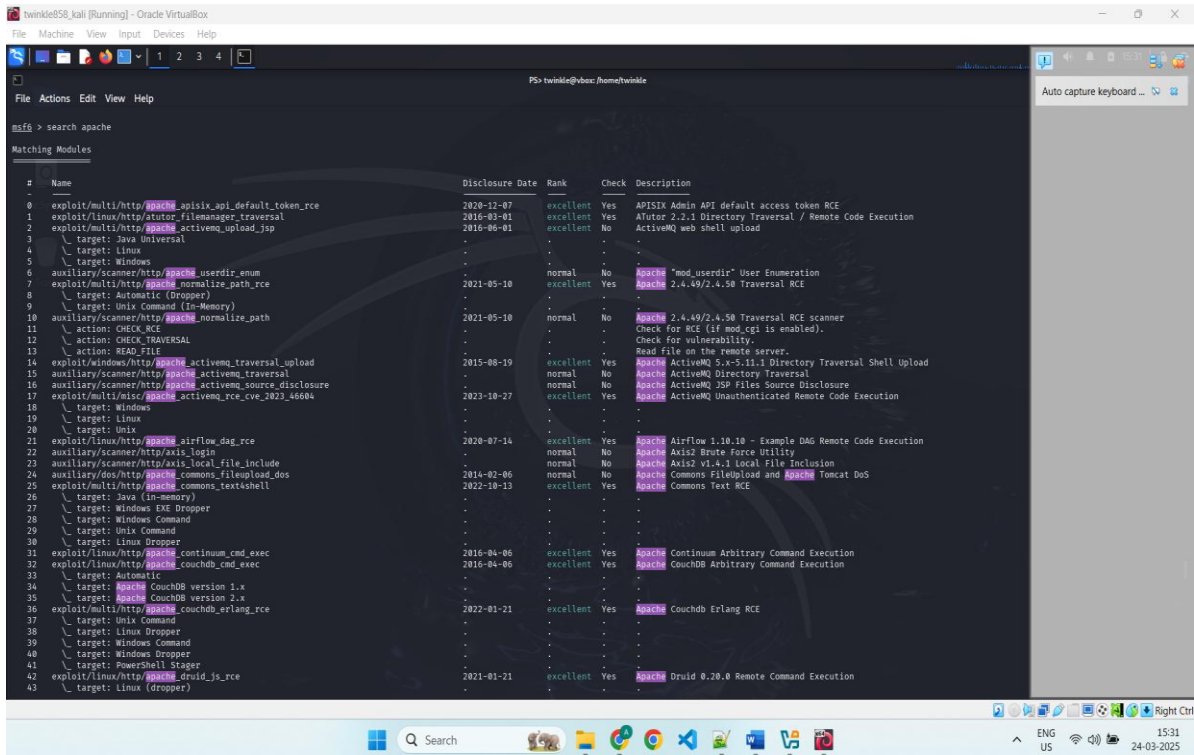 twinkle858_kali [Running] - Oracle VirtualBox
File Machine View Input Devices Help
1 2 3 4
15:31
PS> twinkle@vbox: /home/twinkle
Auto capture keyboard ...
File Actions Edit View Help
msf6 > search apache
Matching Modules
# Name Disclosure Date Rank Check Description
0 exploit/multi/http/apache_apisix_api_default_token_rce 2020-12-07 excellent Yes APISIX Admin API default access token RCE
1 exploit/linux/http/atutor_filemanager_traversal 2016-03-01 excellent Yes ATutor 2.2.1 Directory Traversal / Remote Code Execution
2 exploit/multi/http/apache_activemq_upload_jsp 2016-06-01 excellent No ActiveMQ web shell upload
3 \_ target: Java Universal . . . .
4 \_ target: Linux . . . .
5 \_ target: Windows . . . .
6 auxiliary/scanner/http/apache_userdir_enum . normal No Apache "mod_userdir" User Enumeration
7 exploit/multi/http/apache_normalize_path_rce 2021-05-10 excellent Yes Apache 2.4.49/2.4.50 Traversal RCE
8 \_ target: Automatic (Dropper) . . . .
9 \_ target: Unix Command (In-Memory) . . . .
10 auxiliary/scanner/http/apache_normalize_path 2021-05-10 normal No Apache 2.4.49/2.4.50 Traversal RCE scanner
11 \_ action: CHECK_RCE . . . Check for RCE (if mod_cgi is enabled).
12 \_ action: CHECK_TRAVERSAL . . . Check for vulnerability.
13 \_ action: READ_FILE . . . Read file on the remote server.
14 exploit/windows/http/apache_activemq_traversal_upload 2015-08-19 excellent Yes Apache ActiveMQ 5.x-5.11.1 Directory Traversal Shell Upload
15 auxiliary/scanner/http/apache_activemq_traversal . normal No Apache ActiveMQ Directory Traversal
16 auxiliary/scanner/http/apache_activemq_source_disclosure . normal No Apache ActiveMQ JSP Files Source Disclosure
17 exploit/multi/misc/apache_activemq_rce_cve_2023_46604 2023-10-27 excellent Yes Apache ActiveMQ Unauthenticated Remote Code Execution
18 \_ target: Windows . . . .
19 \_ target: Linux . . . .
20 \_ target: Unix . . . .
21 exploit/linux/http/apache_airflow_dag_rce 2020-07-14 excellent Yes Apache Airflow 1.10.10 - Example DAG Remote Code Execution
22 auxiliary/scanner/http/axis_login . normal No Apache Axis2 Brute Force Utility
23 auxiliary/scanner/http/axis_local_file_include . normal No Apache Axis2 v1.4.1 Local File Inclusion
24 auxiliary/dos/http/apache_commons_fileupload_dos 2014-02-06 normal No Apache Commons FileUpload and Apache Tomcat DoS
25 exploit/multi/http/apache_commons_text4shell 2022-10-13 excellent Yes Apache Commons Text RCE
26 \_ target: Java (in-memory) . . . .
27 \_ target: Windows EXE Dropper . . . .
28 \_ target: Windows Command . . . .
29 \_ target: Unix Command . . . .
30 \_ target: Linux Dropper . . . .
31 exploit/linux/http/apache_continuum_cmd_exec 2016-04-06 excellent Yes Apache Continuum Arbitrary Command Execution
32 exploit/linux/http/apache_couchdb_cmd_exec 2016-04-06 excellent Yes Apache CouchDB Arbitrary Command Execution
33 \_ target: Automatic . . . .
34 \_ target: Apache CouchDB version 1.x . . . .
35 \_ target: Apache CouchDB version 2.x . . . .
36 exploit/multi/http/apache_couchdb_erlang_rce 2022-01-21 excellent Yes Apache Couchdb Erlang RCE
37 \_ target: Unix Command . . . .
38 \_ target: Linux Dropper . . . .
39 \_ target: Windows Command . . . .
40 \_ target: Windows Dropper . . . .
41 \_ target: PowerShell Stager . . . .
42 exploit/linux/http/apache_druid_js_rce 2021-01-21 excellent Yes Apache Druid 0.20.0 Remote Command Execution
43 \_ target: Linux (dropper) . . . .
Right Ctrl
Search
ENG
US
15:31
24-03-2025